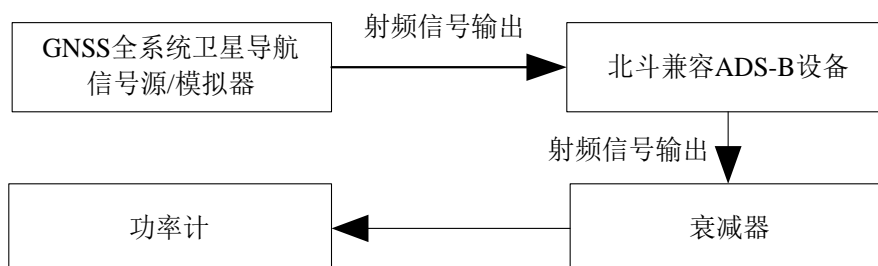 射频信号输出
GNSS全系统卫星导航
信号源/模拟器
北斗兼容ADS-B设备
射频信号输出
功率计
衰减器